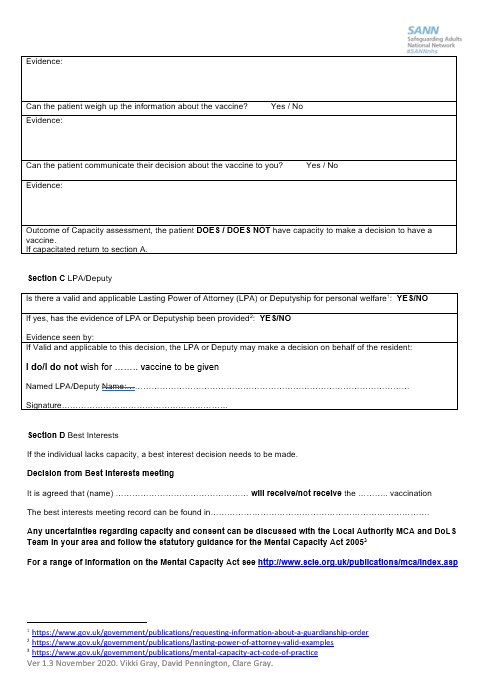 SANN
Safeguarding Adults
National Network
#SANNnhs
Evidence:
Can the patient weigh up the information about the vaccine? Yes / No
Evidence:
Can the patient communicate their decision about the vaccine to you? Yes / No
Evidence:
Outcome of Capacity assessment, the patient DOES / DOES NOT have capacity to make a decision to have a
vaccine.
If capacitated return to section A.
Section C LPA/Deputy
Is there a valid and applicable Lasting Power of Attorney (LPA) or Deputyship for personal welfare¹: YES/NO
If yes, has the evidence of LPA or Deputyship been provided²: YES/NO
Evidence seen by:
If Valid and applicable to this decision, the LPA or Deputy may make a decision on behalf of the resident:
I do/I do not wish for …….. vaccine to be given
Named LPA/Deputy Name:…………………………………………………………………………………………
Signature……………………………………………………
Section D Best Interests
If the individual lacks capacity, a best interest decision needs to be made.
Decision from Best Interests meeting
It is agreed that (name) ………………………………………… will receive/not receive the ……….. vaccination
The best interests meeting record can be found in……………………………………………………………………
Any uncertainties regarding capacity and consent can be discussed with the Local Authority MCA and DoLS
Team in your area and follow the statutory guidance for the Mental Capacity Act 2005³
For a range of information on the Mental Capacity Act see http://www.scie.org.uk/publications/mca/index.asp
¹ https://www.gov.uk/government/publications/requesting-information-about-a-guardianship-order
² https://www.gov.uk/government/publications/lasting-power-of-attorney-valid-examples
³ https://www.gov.uk/government/publications/mental-capacity-act-code-of-practice
Ver 1.3 November 2020. Vikki Gray, David Pennington, Clare Gray.